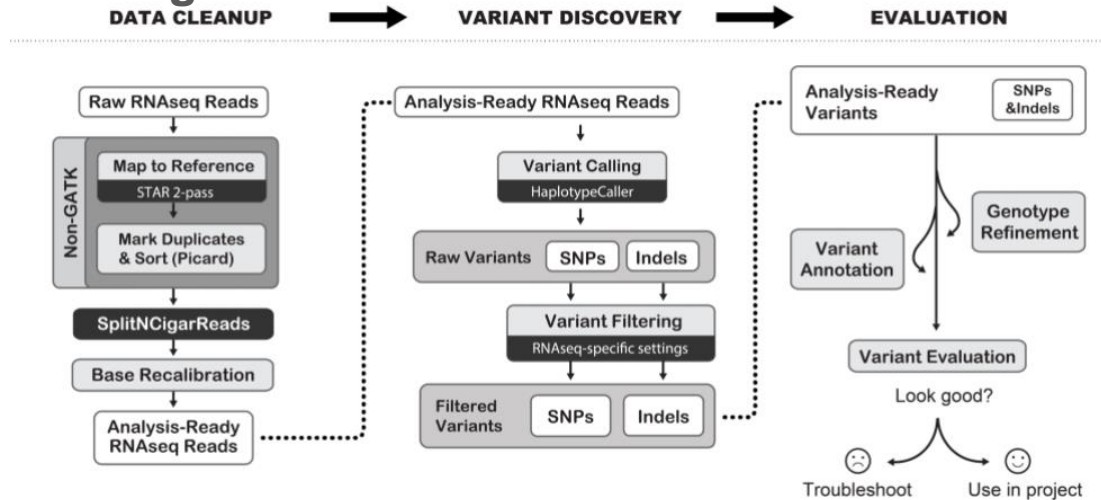 DATA CLEANUP
VARIANT DISCOVERY
EVALUATION
Raw RNAseq Reads
Non-GATK
Map to Reference
STAR 2-pass
Mark Duplicates
& Sort (Picard)
SplitNCigarReads
Base Recalibration
Analysis-Ready
RNAseq Reads
Analysis-Ready RNAseq Reads
Variant Calling
HaplotypeCaller
Raw Variants
SNPs
Indels
Variant Filtering
RNAseq-specific settings
Filtered
Variants
SNPs
Indels
Analysis-Ready
Variants
SNPs
&Indels
Genotype
Refinement
Variant
Annotation
Variant Evaluation
Look good?
Troubleshoot
Use in project